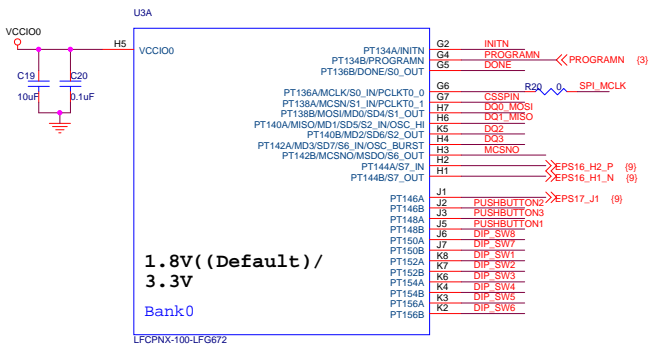 U3A
VCCIO0
H5 VCCIO0
C19 C20
10uF 0.1uF
PT134A/INITN G2 INITN
PT134B/PROGRAMN G4 PROGRAMN PROGRAMN {3}
PT136B/DONE/S0_OUT G5 DONE
PT136A/MCLK/S0_IN/PCLKT0_0 G6 R20 0 SPI_MCLK
PT138A/MCSN/S1_IN/PCLKT0_1 G7 CSSPIN
PT138B/MOSI/MD0/SD4/S1_OUT H7 DQ0_MOSI
PT140A/MISO/MD1/SD5/S2_IN/OSC_HI H6 DQ1_MISO
PT140B/MD2/SD6/S2_OUT K5 DQ2
PT142A/MD3/SD7/S6_IN/OSC_BURST H4 DQ3
PT142B/MCSNO/MSDO/S6_OUT H3 MCSNO
PT144A/S7_IN H2 EPS16_H2_P {9}
PT144B/S7_OUT H1 EPS16_H1_N {9}
PT146A J1 EPS17_J1 {9}
PT146B J2 PUSHBUTTON2
PT148A J3 PUSHBUTTON3
PT148B J5 PUSHBUTTON1
PT150A J6 DIP_SW8
PT150B J7 DIP_SW7
PT152A K8 DIP_SW1
PT152B K7 DIP_SW2
PT154A K6 DIP_SW3
PT154B K4 DIP_SW4
PT156A K3 DIP_SW5
PT156B K2 DIP_SW6
1.8V((Default)/
3.3V
Bank0
LFCPNX-100-LFG672